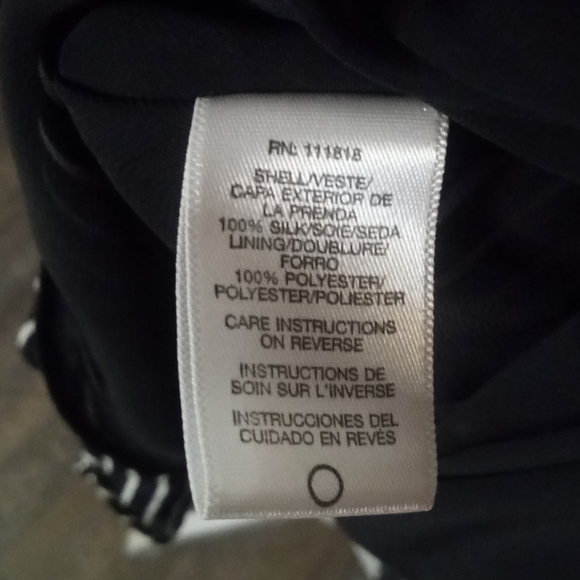 RN: 111818
SHELL/VESTE/
CAPA EXTERIOR DE
LA PRENDA
100% SILK/SOIE/SEDA
LINING/DOUBLURE/
FORRO
100% POLYESTER/
POLYESTER/POLIESTER
CARE INSTRUCTIONS
ON REVERSE
INSTRUCTIONS DE
SOIN SUR L'INVERSE
INSTRUCCIONES DEL
CUIDADO EN REVÉS